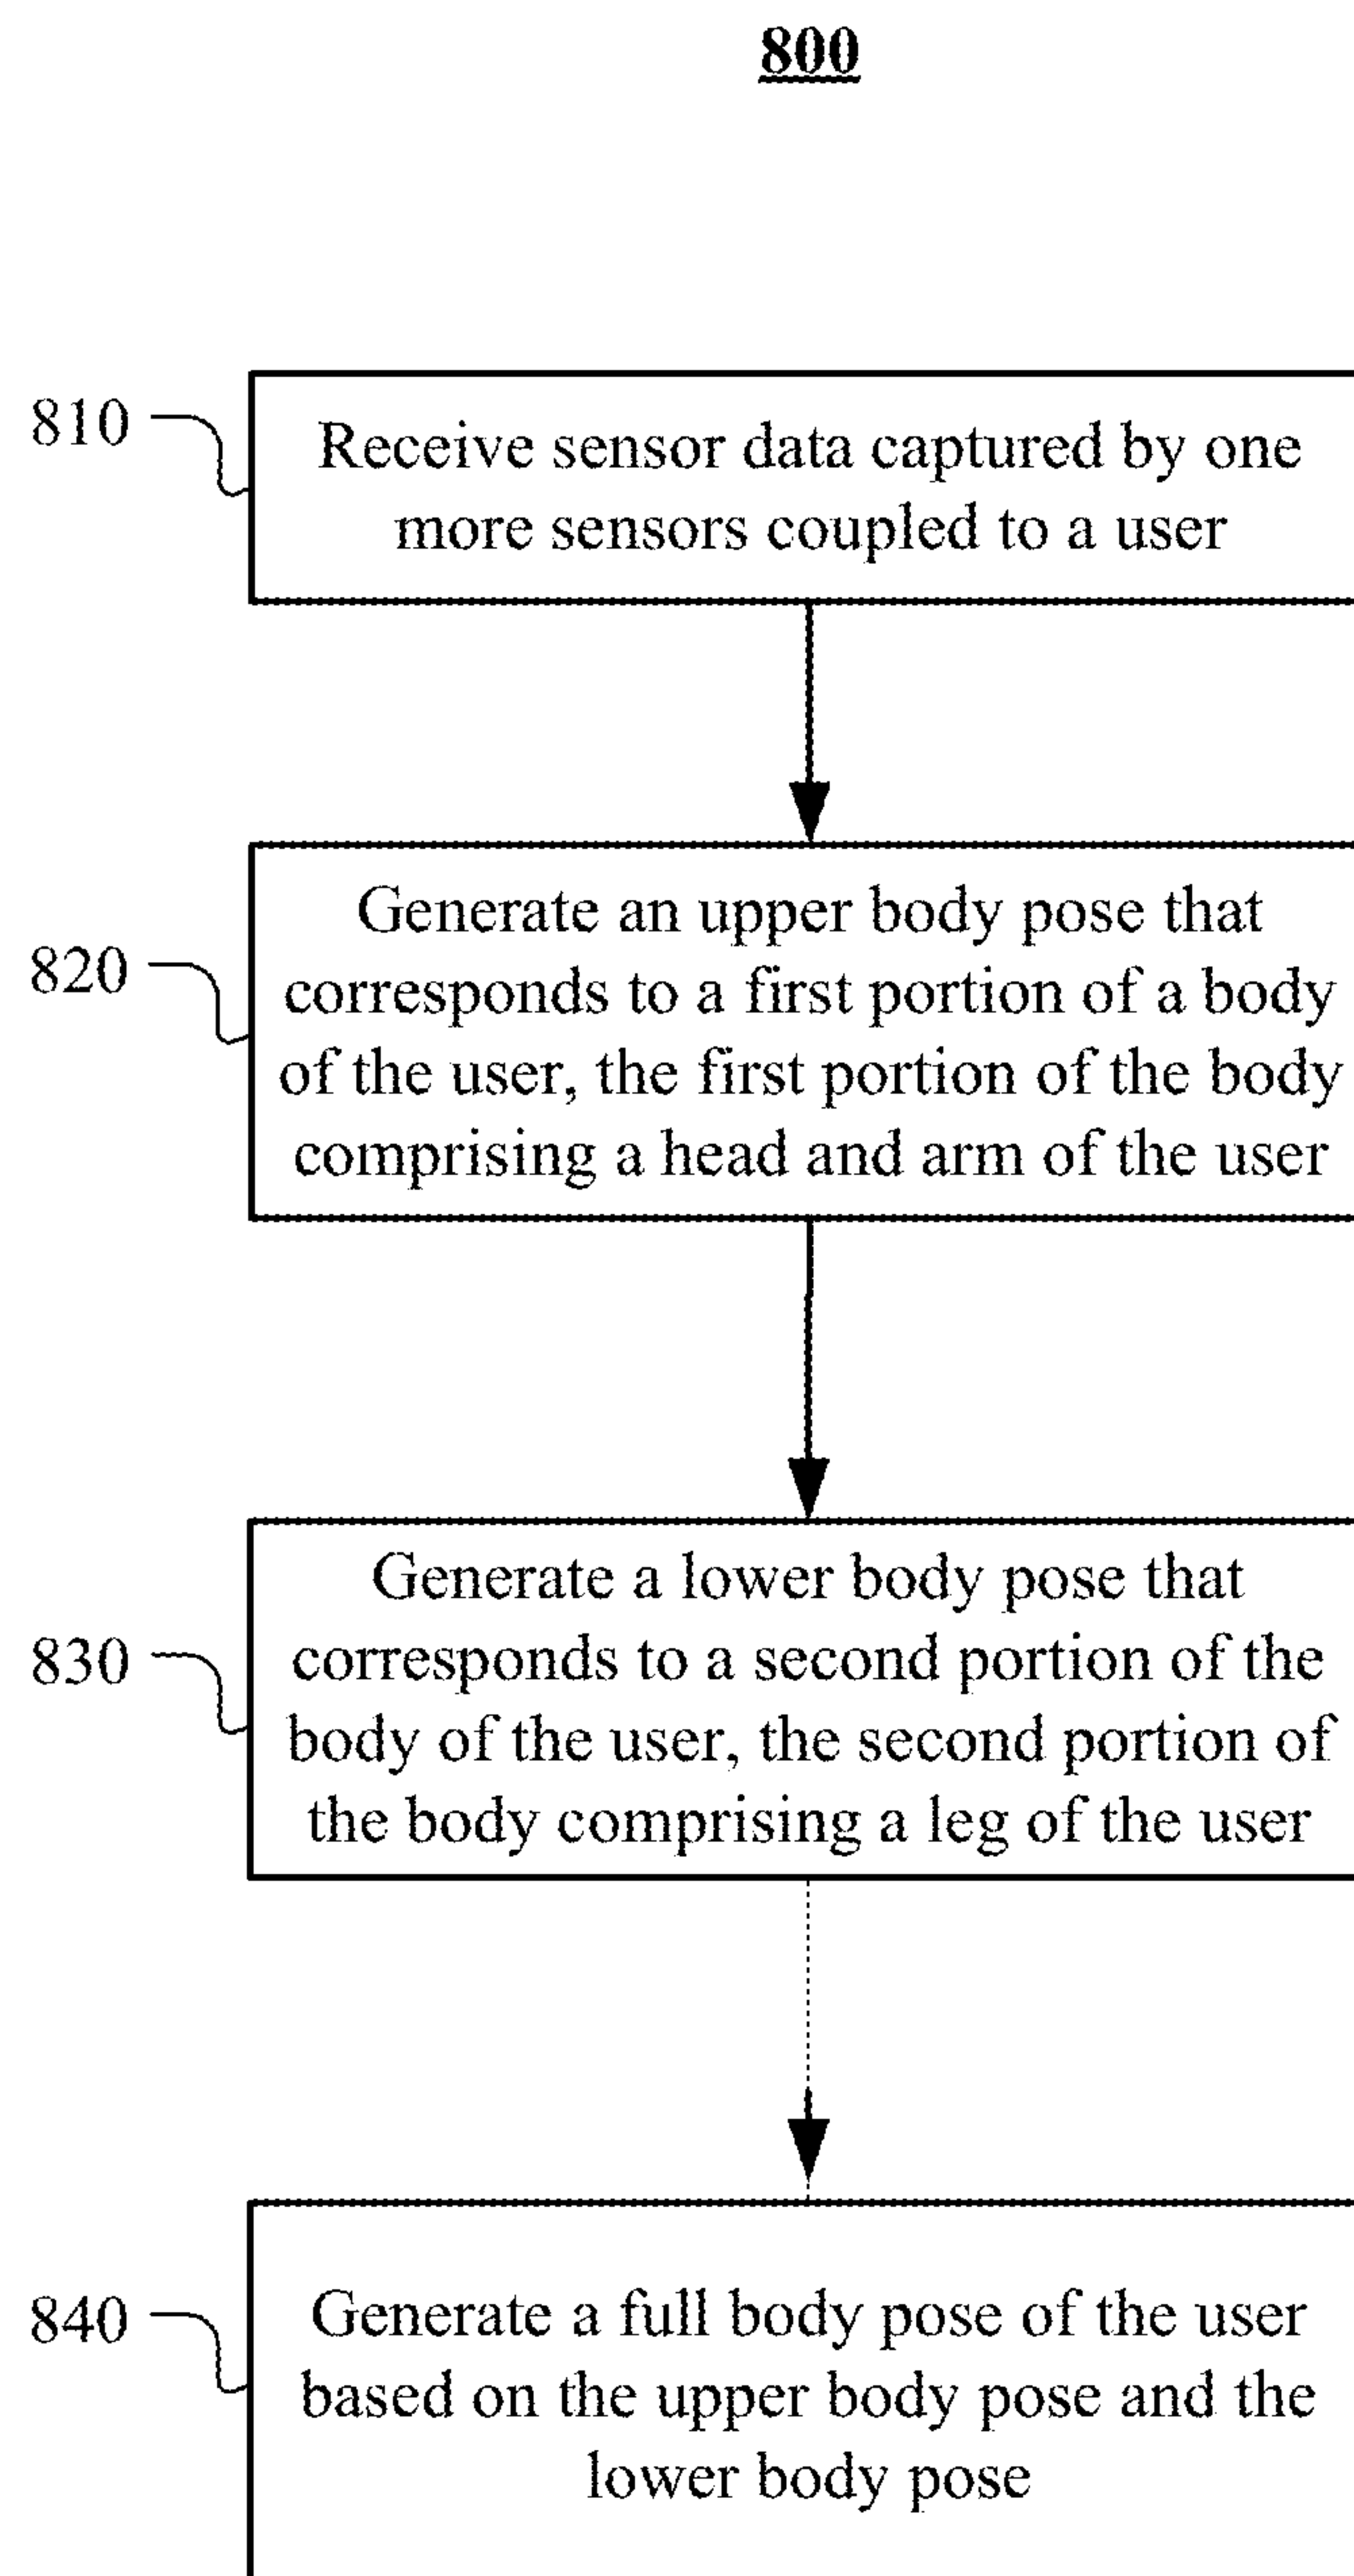 800
810
Receive sensor data captured by one
more sensors coupled to a user
820
Generate an upper body pose that
corresponds to a first portion of a body
of the user, the first portion of the body
comprising a head and arm of the user
830
Generate a lower body pose that
corresponds to a second portion of the
body of the user, the second portion of
the body comprising a leg of the user
840
Generate a full body pose of the user
based on the upper body pose and the
lower body pose